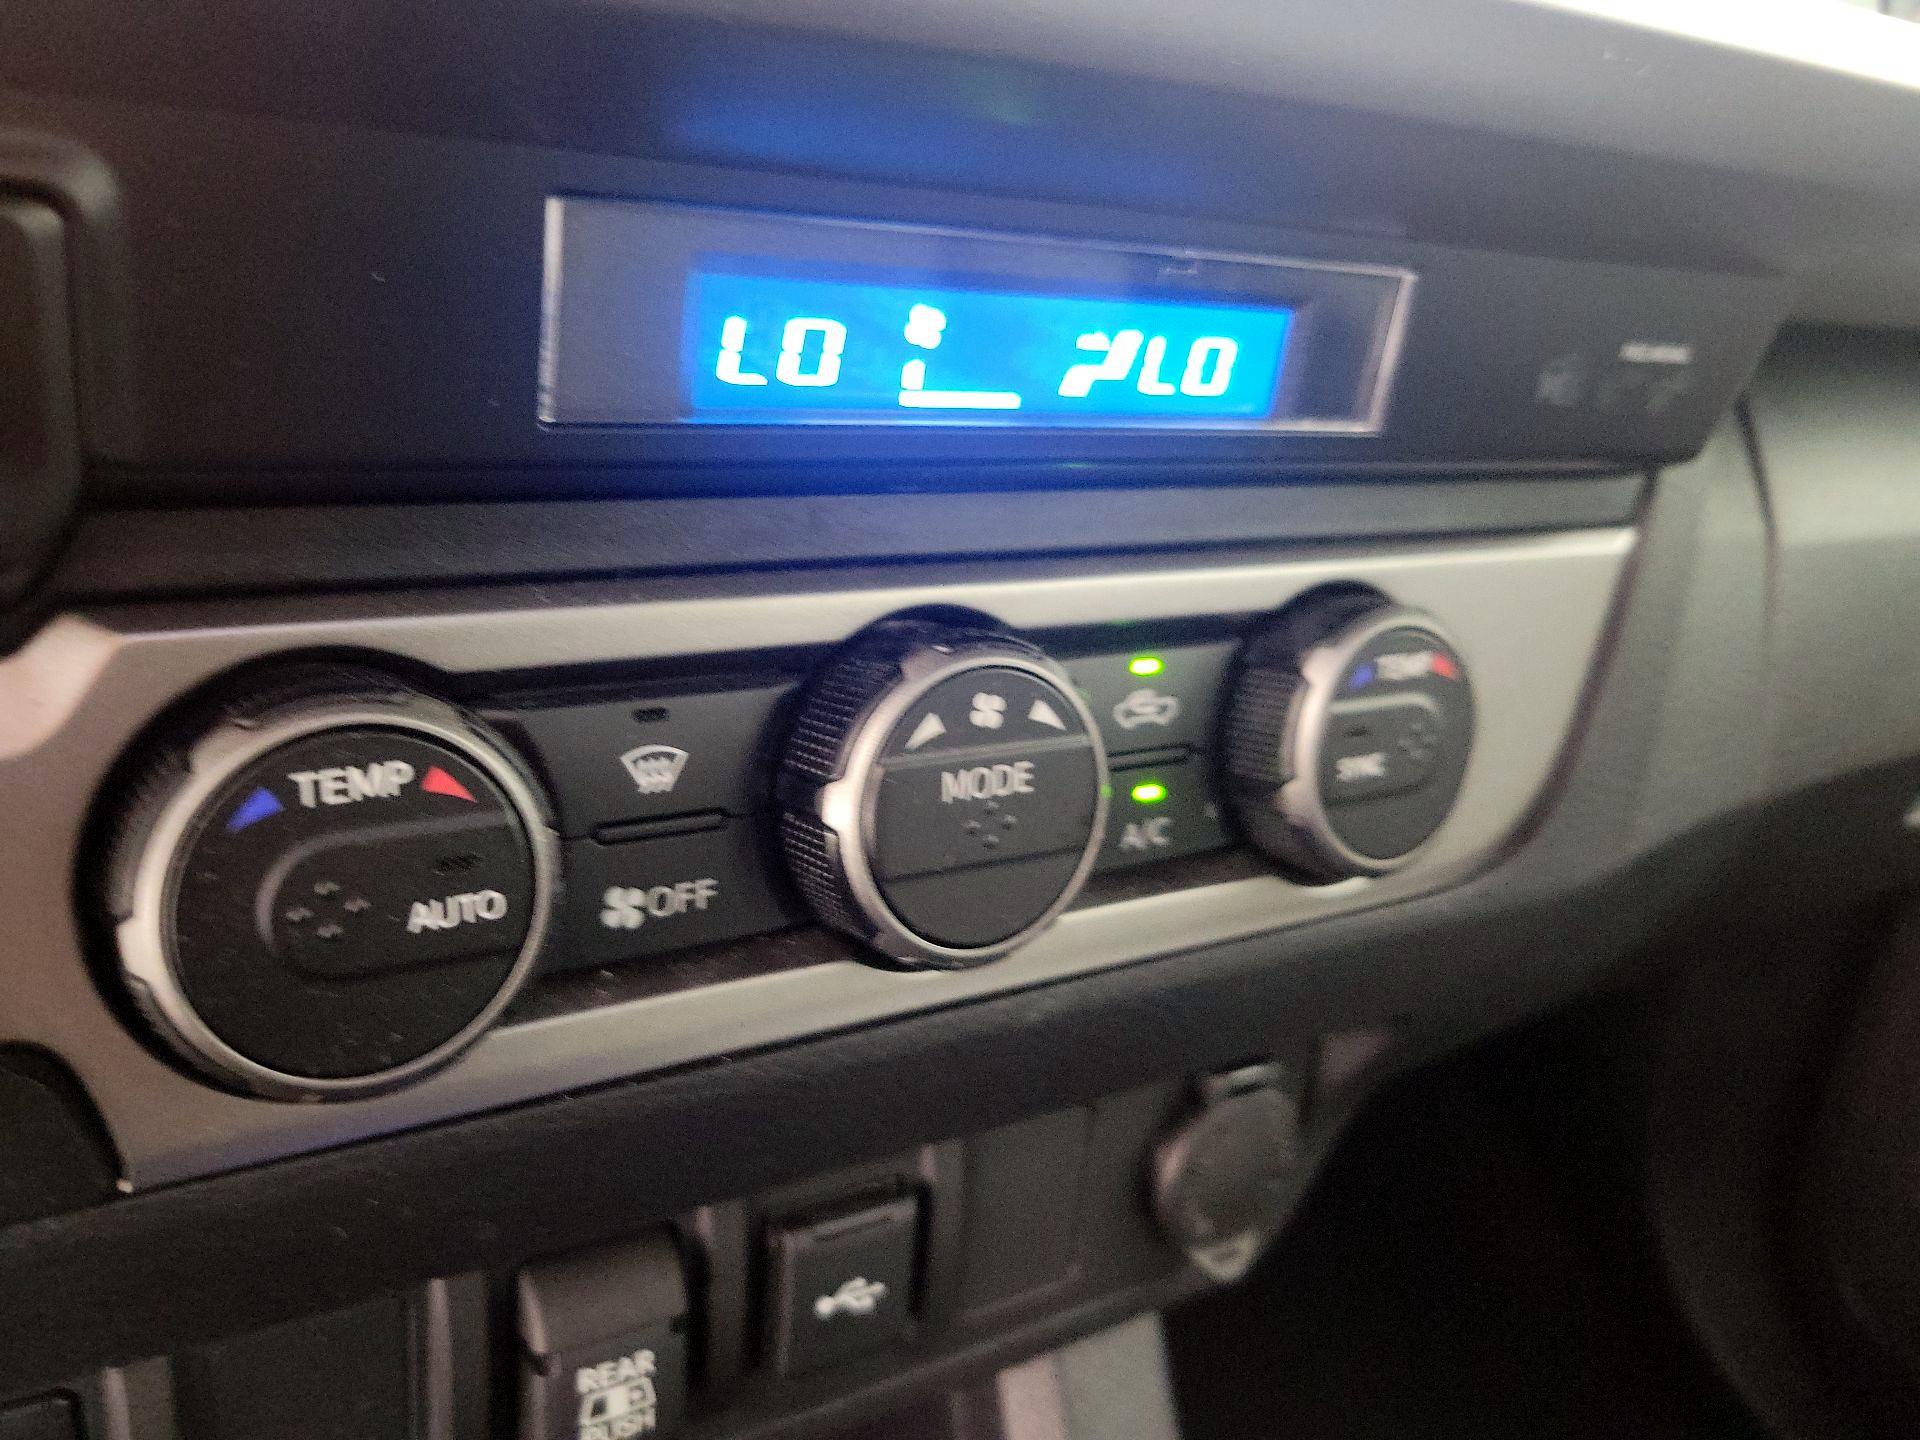 LO LO
TEMP
AUTO
OFF
MODE
A/C
TEMP
SYNC
REAR
PUSH